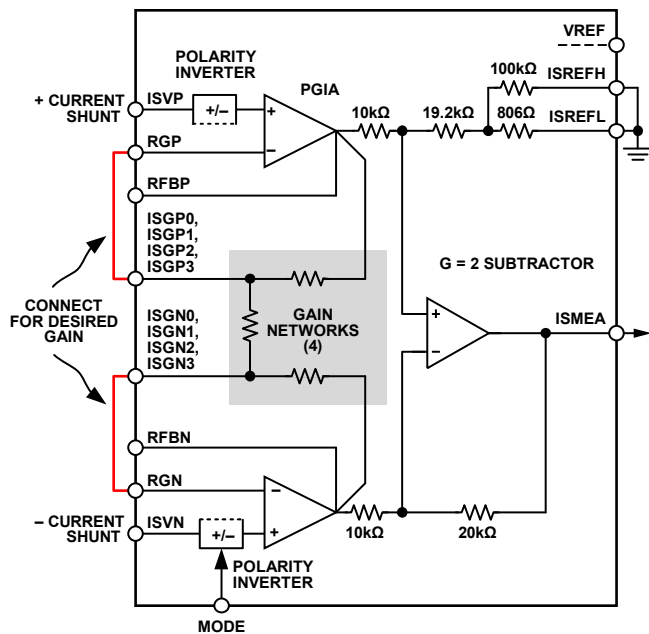 VREF
POLARITY
INVERTER
100kΩ
PGIA
ISREFH
+ CURRENT
SHUNT
ISVP
+/–
+
10kΩ
19.2kΩ
806Ω
ISREFL
RGP
–
RFBP
ISGP0,
ISGP1,
ISGP2,
ISGP3
G = 2 SUBTRACTOR
CONNECT
FOR DESIRED
GAIN
ISGN0,
ISGN1,
ISGN2,
ISGN3
GAIN
NETWORKS
(4)
+
–
ISMEA
RFBN
RGN
–
– CURRENT
SHUNT
ISVN
+/–
+
10kΩ
20kΩ
POLARITY
INVERTER
MODE